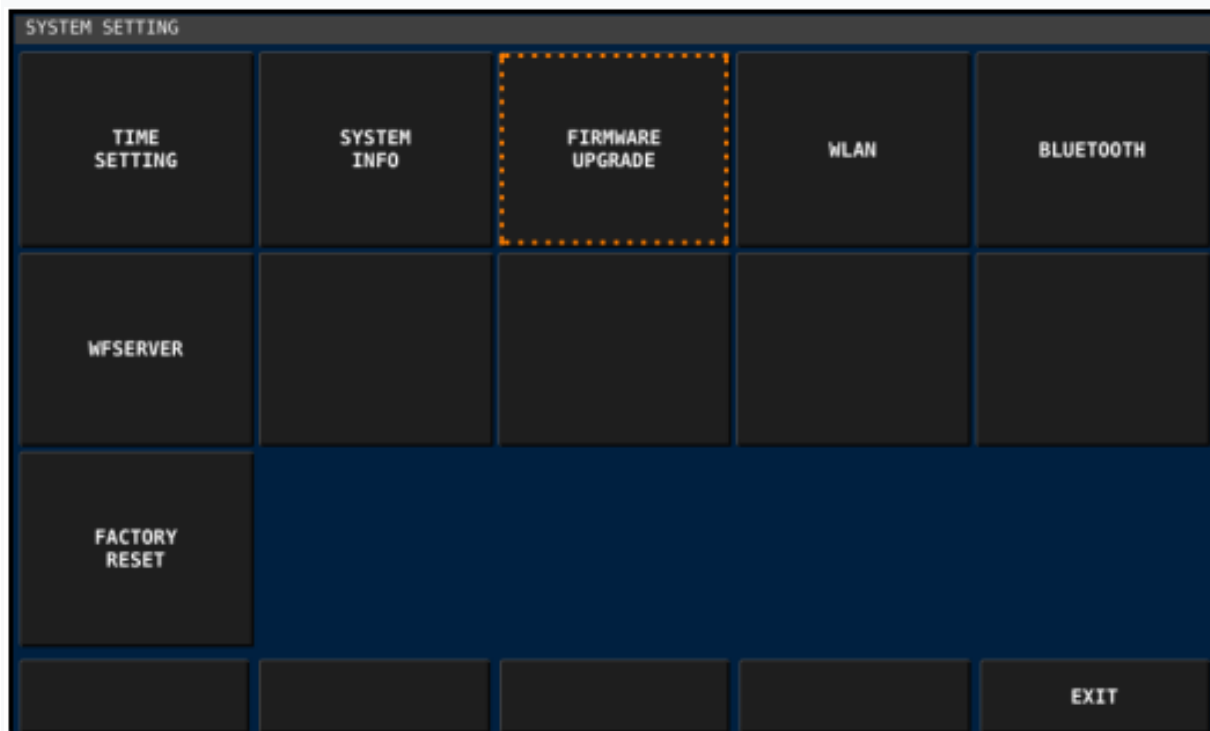 SYSTEM SETTING
TIME
SETTING
SYSTEM
INFO
FIRMWARE
UPGRADE
WLAN
BLUETOOTH
WFSERVER
FACTORY
RESET
EXIT